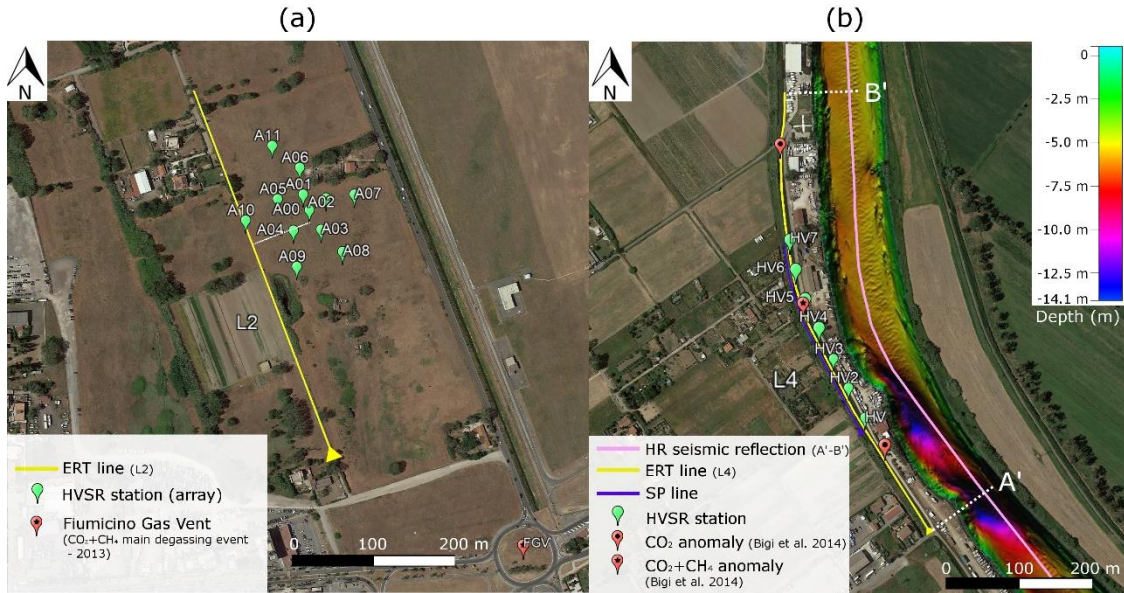 (a)
(b)
N
A11
A06
A05
A01
A07
A00
A02
A10
A04
A03
A08
A09
L2
ERT line (L2)
HVSR station (array)
Fiumicino Gas Vent
(CO₂+CH₄ main degassing event
- 2013)
FGV
0 100 200 m
N
B'
HV7
HV6
HV5
HV4
HV3
HV2
HV
L4
A'
HR seismic reflection (A'-B')
ERT line (L4)
SP line
HVSR station
CO₂ anomaly (Bigi et al. 2014)
CO₂+CH₄ anomaly
(Bigi et al. 2014)
0 100 200 m
0
-2.5 m
-5.0 m
-7.5 m
-10.0 m
-12.5 m
-14.1 m
Depth (m)